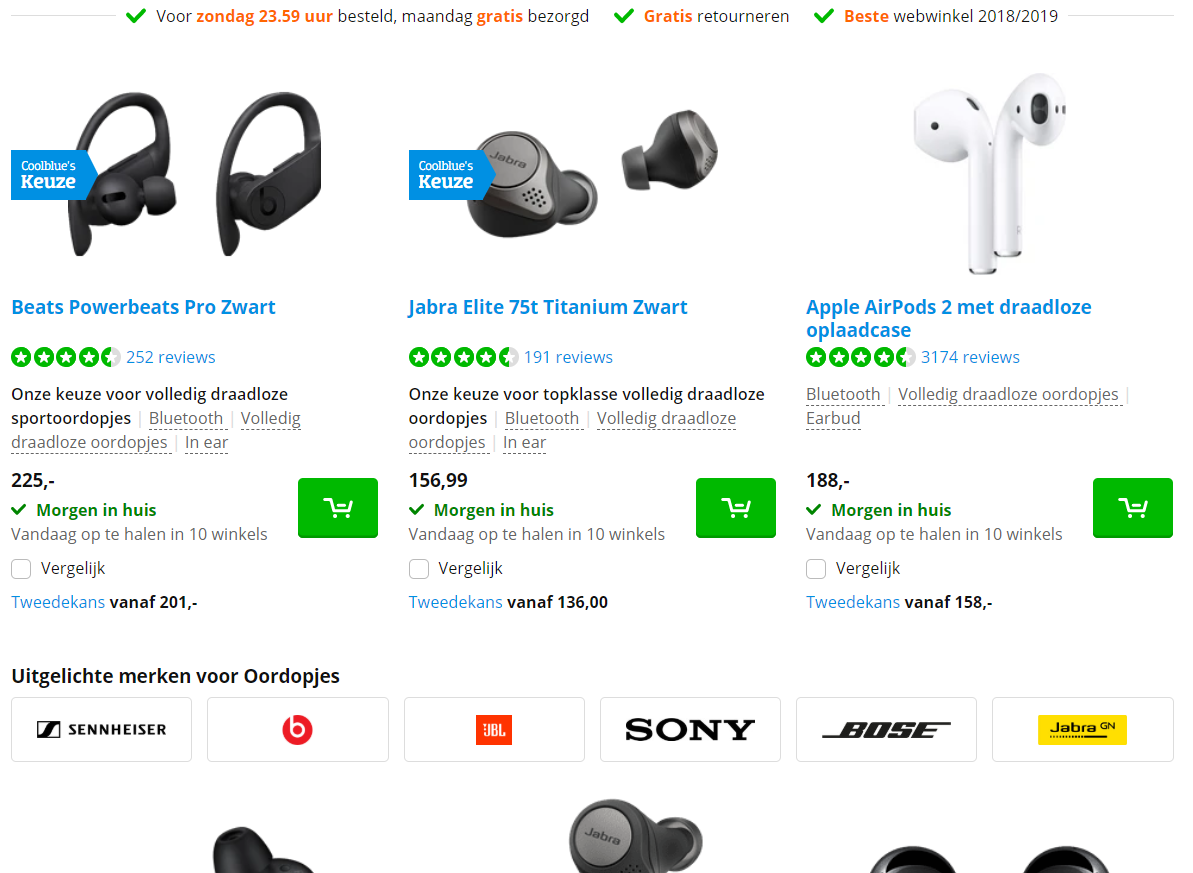 Voor zondag 23.59 uur besteld, maandag gratis bezorgd Gratis retourneren Beste webwinkel 2018/2019
Coolblue's
Keuze
Coolblue's
Keuze
Jabra
Beats Powerbeats Pro Zwart
252 reviews
Onze keuze voor volledig draadloze
sportoordopjes | Bluetooth | Volledig
draadloze oordopjes | In ear
225,-
Morgen in huis
Vandaag op te halen in 10 winkels
Vergelijk
Tweedekans vanaf 201,-
Jabra Elite 75t Titanium Zwart
191 reviews
Onze keuze voor topklasse volledig draadloze
oordopjes | Bluetooth | Volledig draadloze
oordopjes | In ear
156,99
Morgen in huis
Vandaag op te halen in 10 winkels
Vergelijk
Tweedekans vanaf 136,00
Apple AirPods 2 met draadloze
oplaadcase
3174 reviews
Bluetooth | Volledig draadloze oordopjes |
Earbud
188,-
Morgen in huis
Vandaag op te halen in 10 winkels
Vergelijk
Tweedekans vanaf 158,-
Uitgelichte merken voor Oordopjes
SENNHEISER
b
JBL
SONY
BOSE
Jabra GN
Jabra